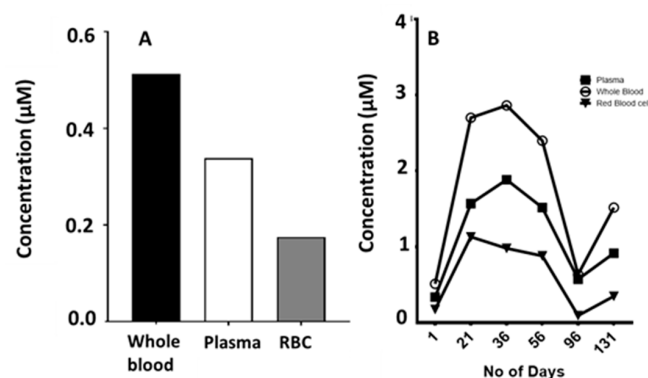 A
Concentration (µM)
0.6
0.4
0.2
0.0
Whole
blood
Plasma
RBC
B
Concentration (µM)
4
3
2
1
0
Plasma
Whole Blood
Red Blood cel
1
21
36
56
96
131
No of Days